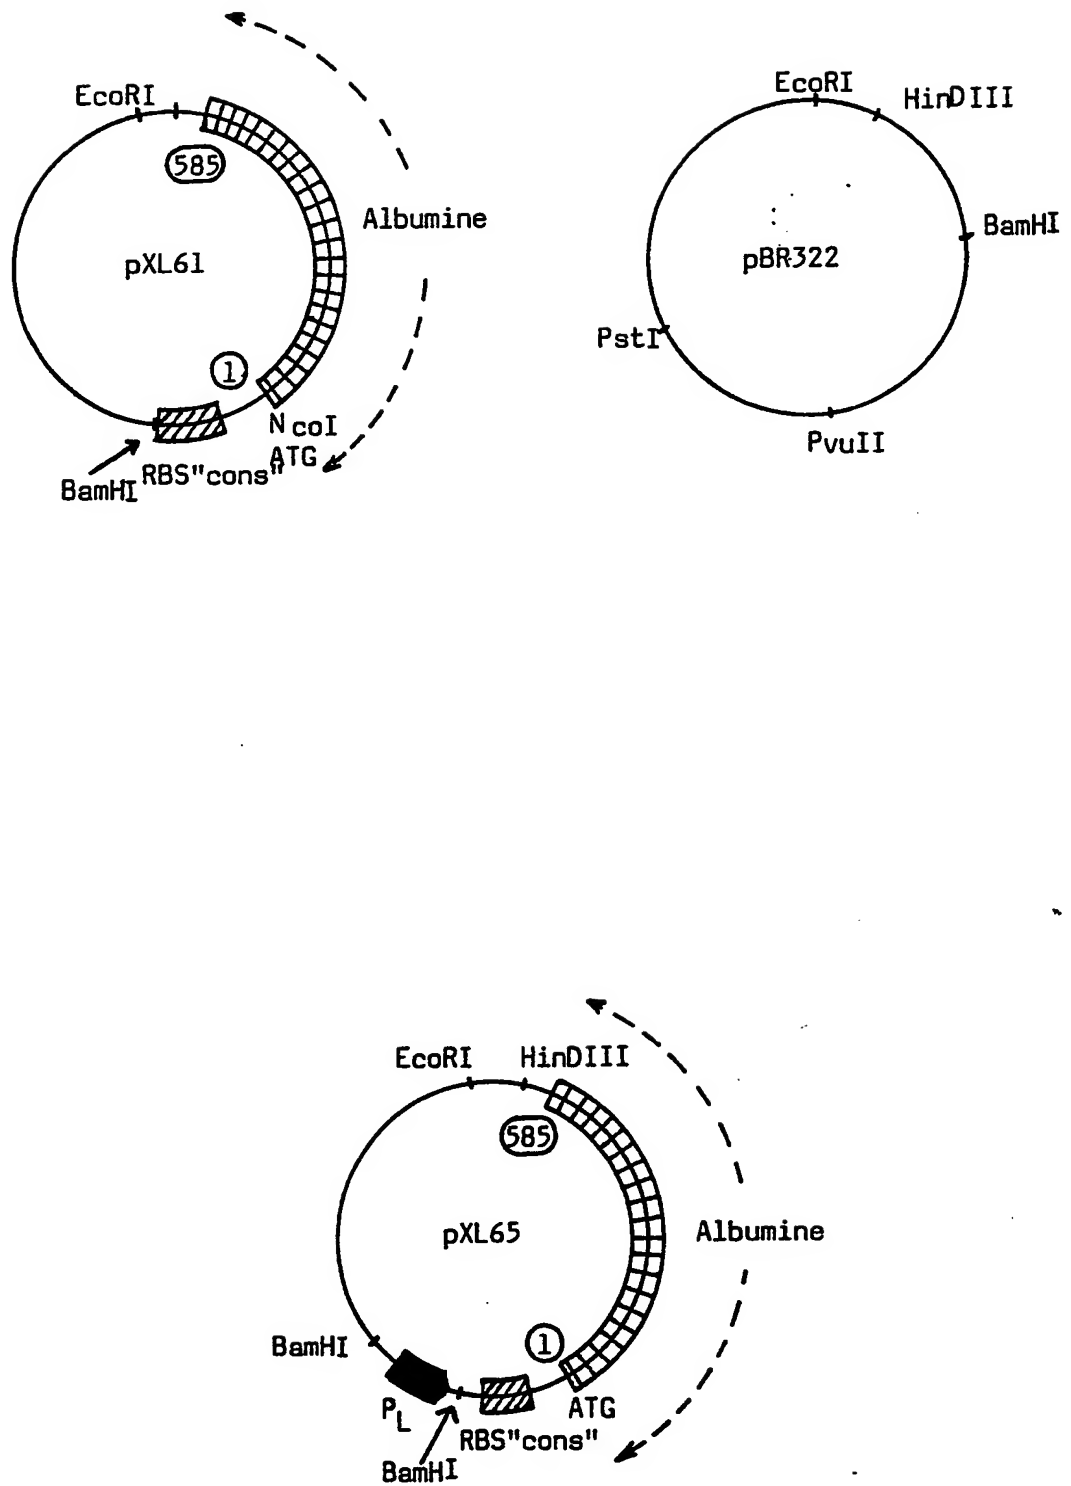 EcoRI
585
Albumine
pXL61
1
NcoI
ATG
RBS"cons"
BamHI
EcoRI
HinDIII
BamHI
pBR322
PstI
PvuII
EcoRI
HinDIII
585
pXL65
Albumine
1
BamHI
PL
ATG
RBS"cons"
BamHI